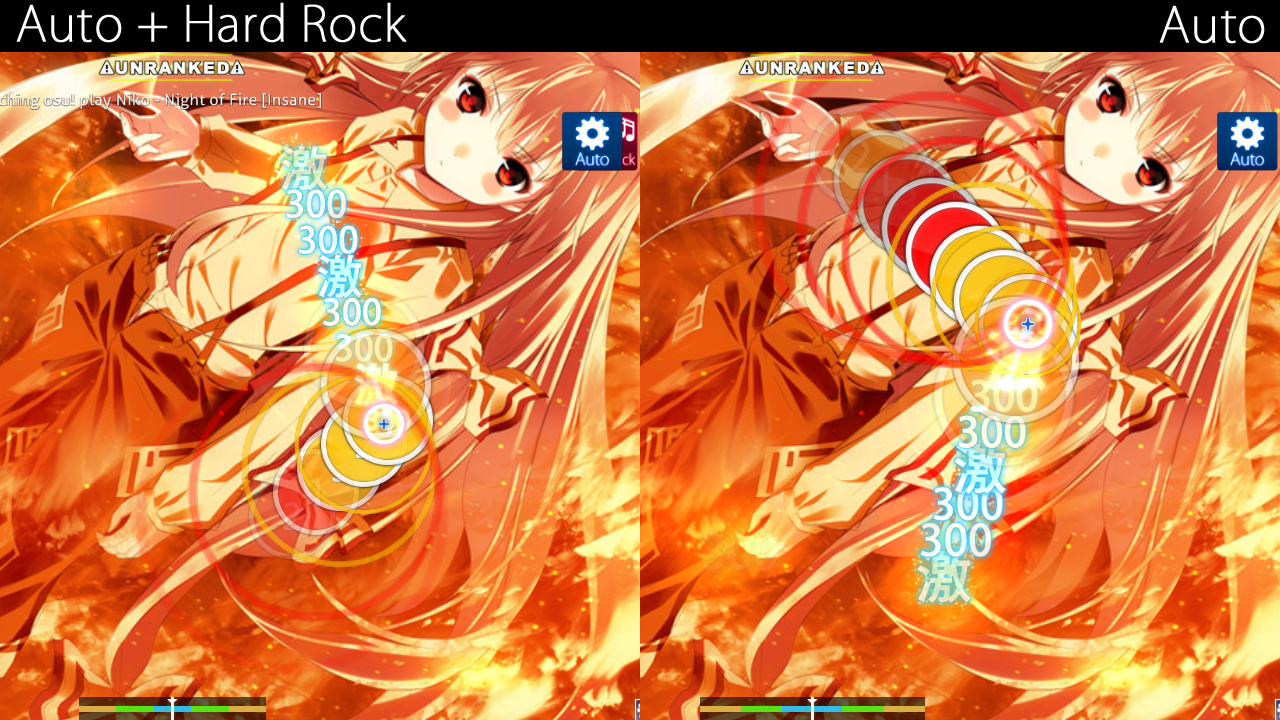 Auto + Hard Rock
Auto
⚠UNRANKED⚠
⚠UNRANKED⚠
ching osu! play Niko - Night of Fire [Insane]
Auto
ck
Auto
激
300
300
激
300
300
300
300
激
300
300
激